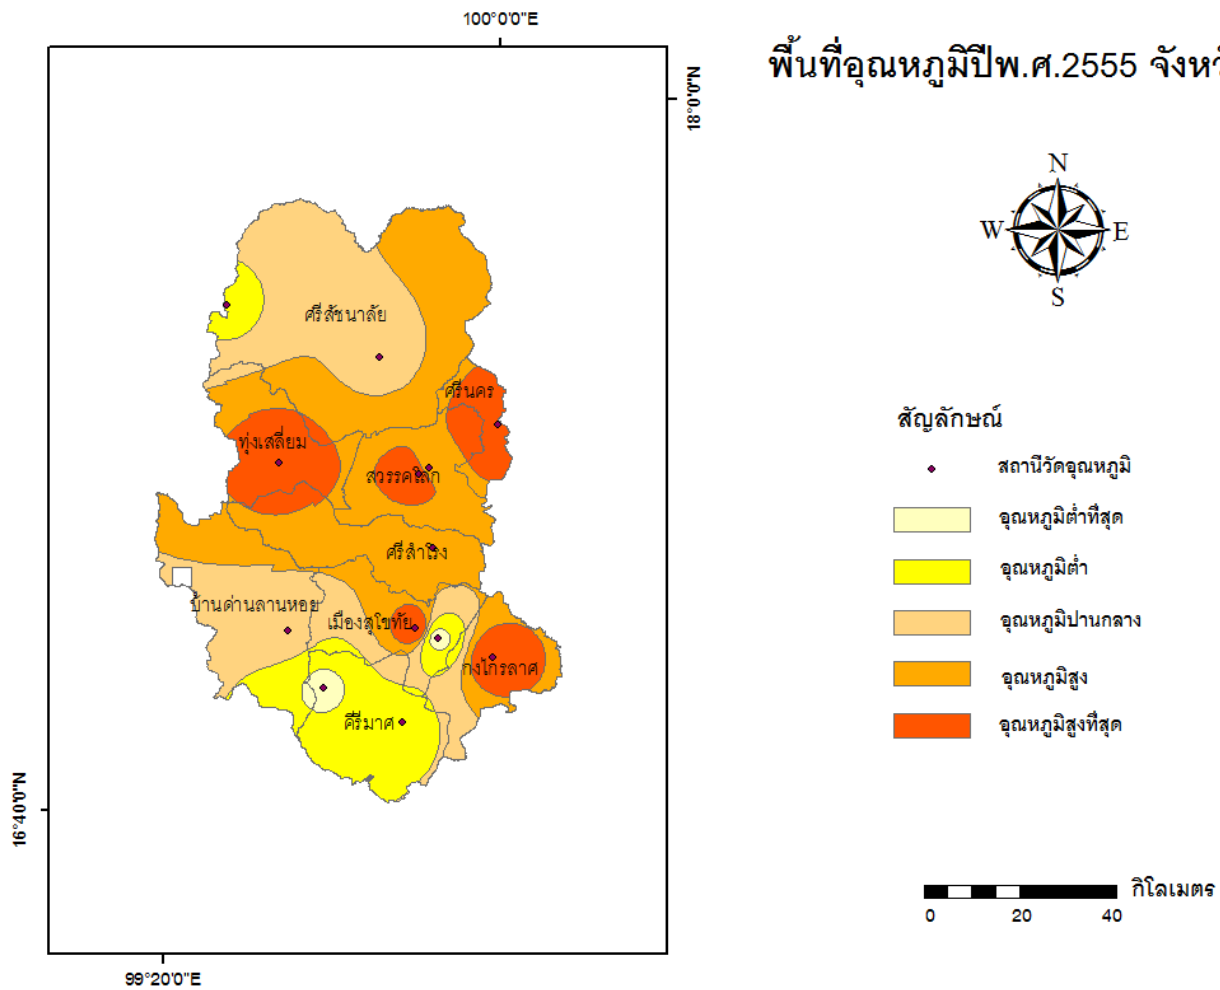 100°0'0"E
พื้นที่อุณหภูมิปีพ.ศ.2555 จังหวั
18°0'0"N
N
W E
S
ศรีสัชนาลัย
ศรีนคร
ทุ่งเสลี่ยม
สวรรคโลก
ศรีสำโรง
บ้านด่านลานหอย
เมืองสุโขทัย
กงไกรลาศ
คีรีมาศ
สัญลักษณ์
สถานีวัดอุณหภูมิ
อุณหภูมิต่ำที่สุด
อุณหภูมิต่ำ
อุณหภูมิปานกลาง
อุณหภูมิสูง
อุณหภูมิสูงที่สุด
16°40'0"N
กิโลเมตร
0 20 40
99°20'0"E